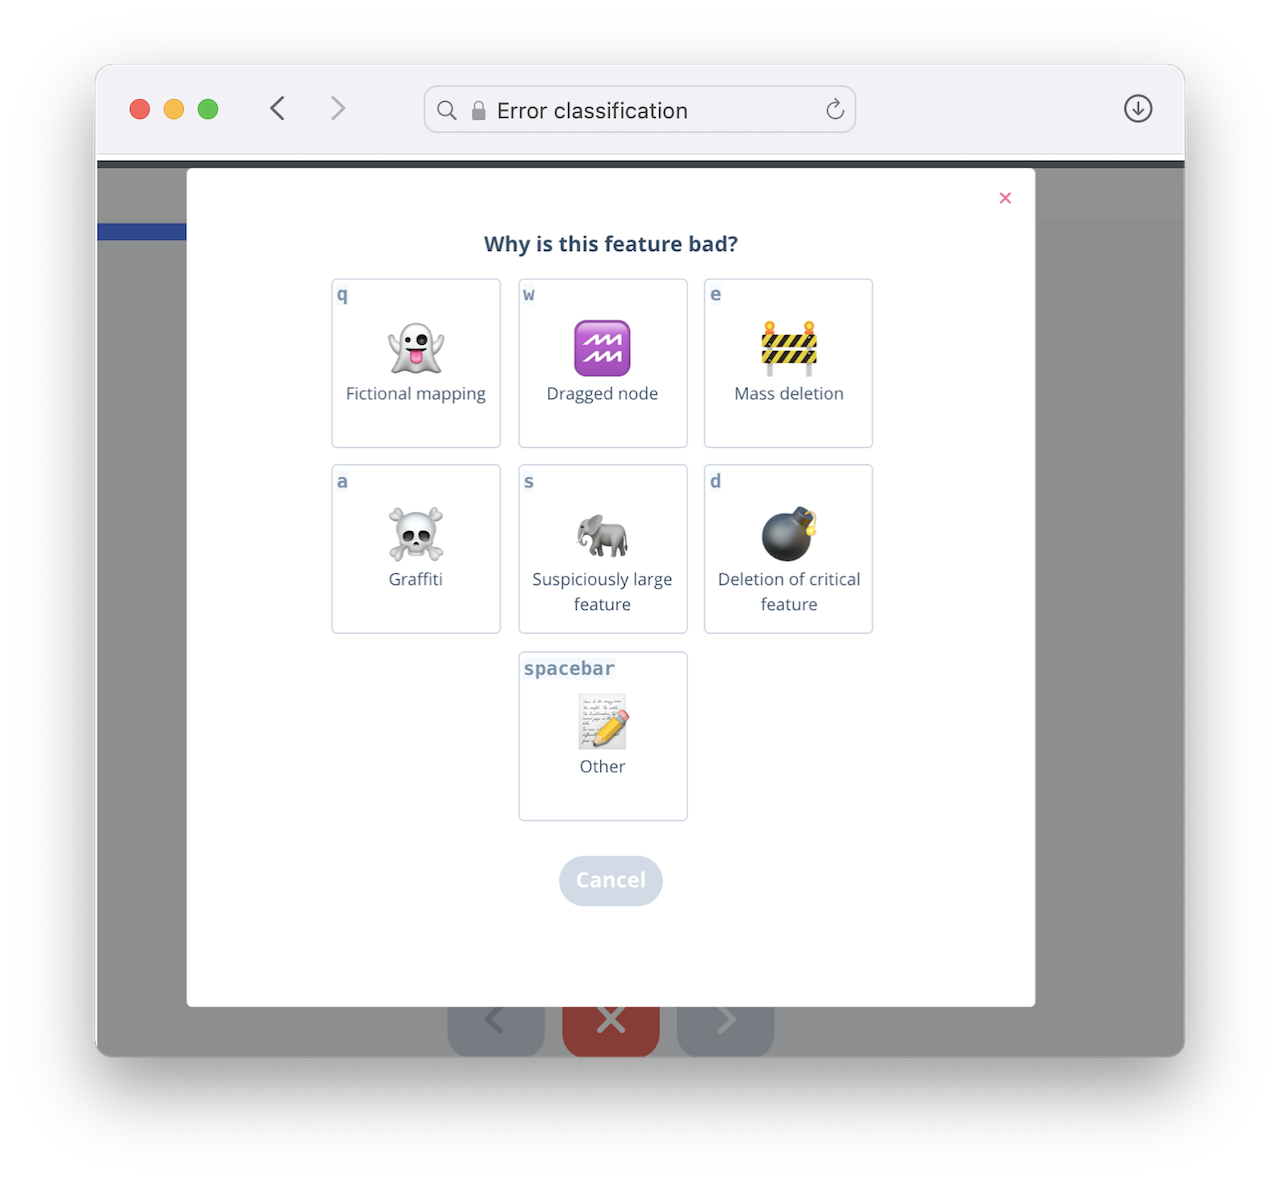 Error classification
Why is this feature bad?
q
w
e
Fictional mapping
Dragged node
Mass deletion
a
s
d
Graffiti
Suspiciously large
feature
Deletion of critical
feature
spacebar
Other
Cancel